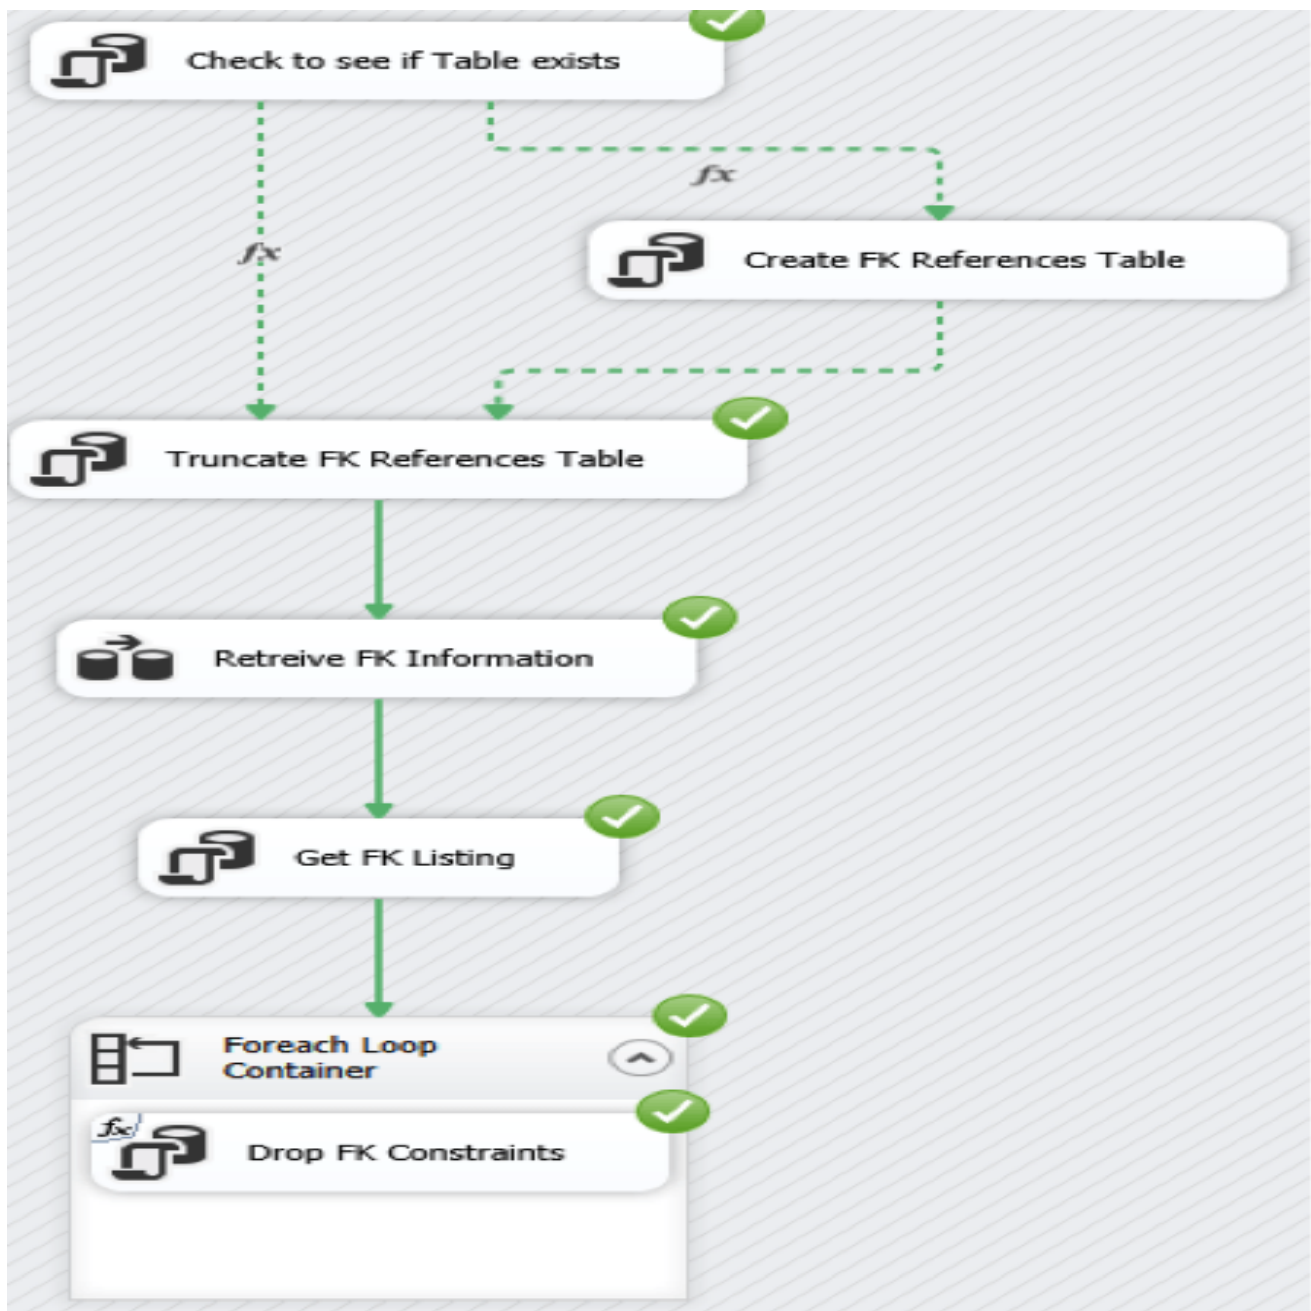 Check to see if Table exists
fx
fx
Create FK References Table
Truncate FK References Table
Retreive FK Information
Get FK Listing
Foreach Loop
Container
fx
Drop FK Constraints